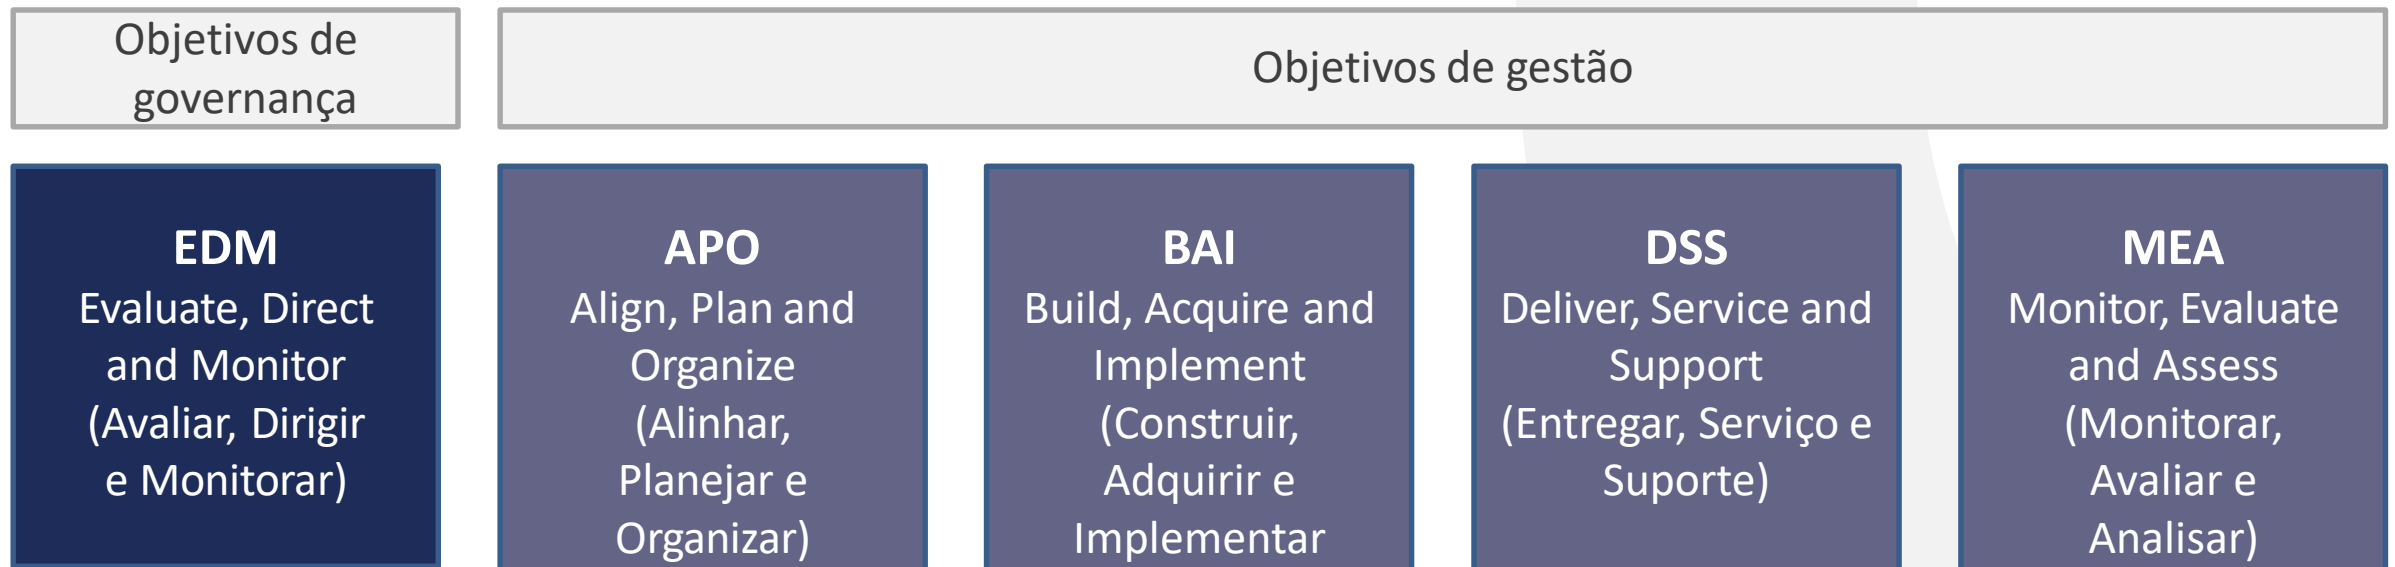 Objetivos de
governança
Objetivos de gestão
EDM
Evaluate, Direct
and Monitor
(Avaliar, Dirigir
e Monitorar)
APO
Align, Plan and
Organize
(Alinhar,
Planejar e
Organizar)
BAI
Build, Acquire and
Implement
(Construir,
Adquirir e
Implementar
DSS
Deliver, Service and
Support
(Entregar, Serviço e
Suporte)
MEA
Monitor, Evaluate
and Assess
(Monitorar,
Avaliar e
Analisar)